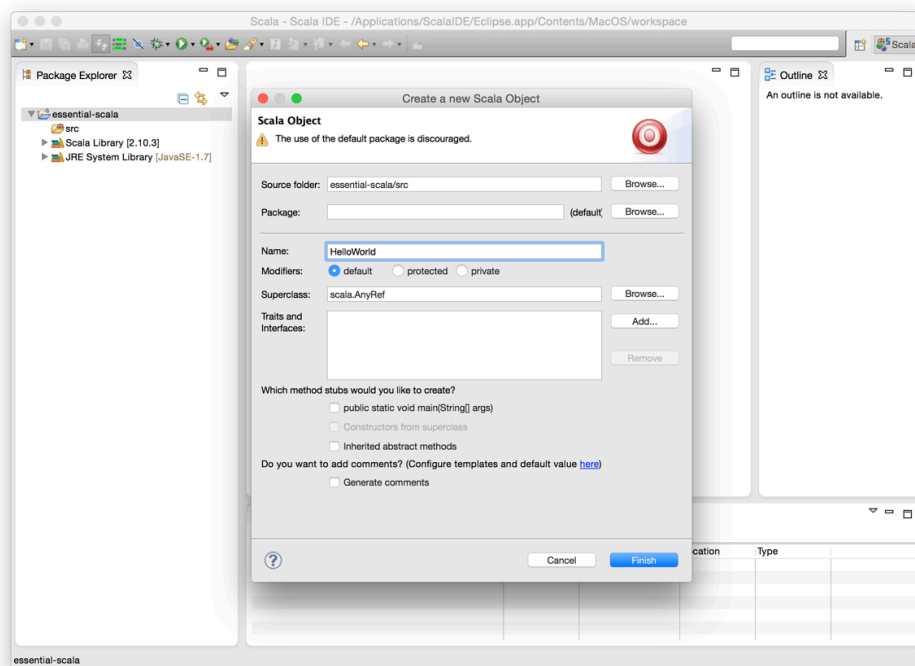 Scala - Scala IDE - /Applications/ScalaIDE/Eclipse.app/Contents/MacOS/workspace
Scala
Package Explorer
Outline
An outline is not available.
essential-scala
src
Scala Library [2.10.3]
JRE System Library [JavaSE-1.7]
Create a new Scala Object
Scala Object
The use of the default package is discouraged.
Source folder: essential-scala/src Browse...
Package: (default) Browse...
Name: HelloWorld
Modifiers: default protected private
Superclass: scala.AnyRef Browse...
Traits and Interfaces: Add...
Remove
Which method stubs would you like to create?
public static void main(String[] args)
Constructors from superclass
Inherited abstract methods
Do you want to add comments? (Configure templates and default value here)
Generate comments
? Cancel Finish
cation Type
essential-scala